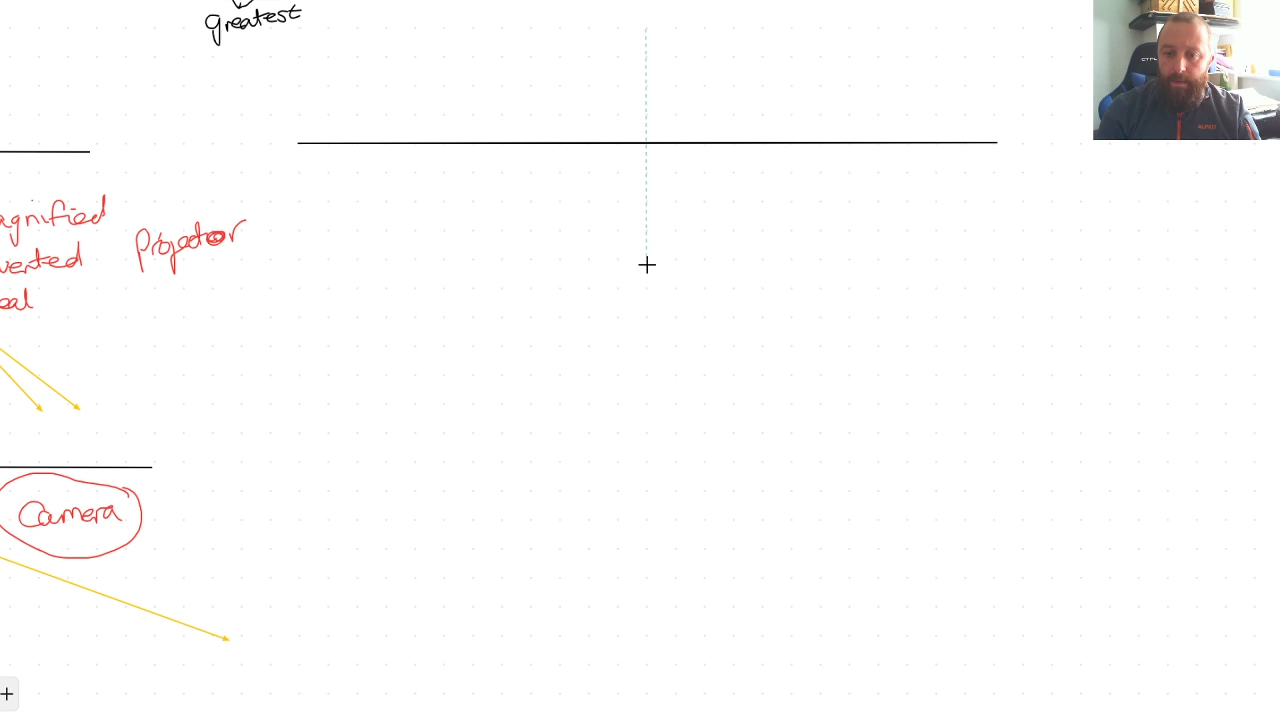 greatest
agnified
Projector
verted
eal
Camera